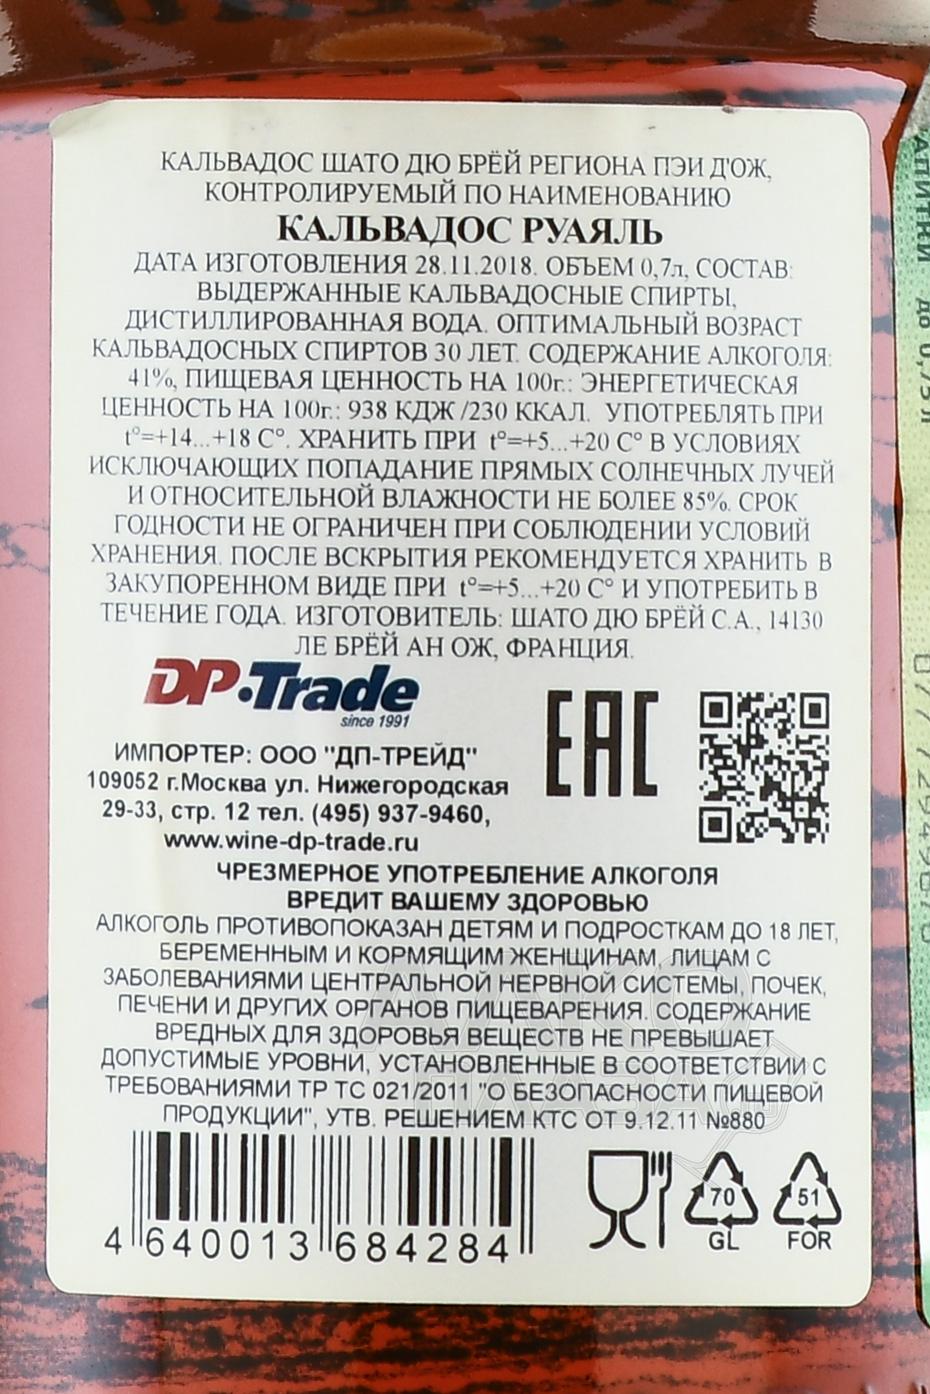 КАЛЬВАДОС ШАТО ДЮ БРЁЙ РЕГИОНА ПЭИ Д'ОЖ,
КОНТРОЛИРУЕМЫЙ ПО НАИМЕНОВАНИЮ
КАЛЬВАДОС РУАЯЛЬ
ДАТА ИЗГОТОВЛЕНИЯ 28.11.2018. ОБЪЕМ 0,7л, СОСТАВ:
ВЫДЕРЖАННЫЕ КАЛЬВАДОСНЫЕ СПИРТЫ,
ДИСТИЛЛИРОВАННАЯ ВОДА. ОПТИМАЛЬНЫЙ ВОЗРАСТ
КАЛЬВАДОСНЫХ СПИРТОВ 30 ЛЕТ. СОДЕРЖАНИЕ АЛКОГОЛЯ:
41%, ПИЩЕВАЯ ЦЕННОСТЬ НА 100г.: ЭНЕРГЕТИЧЕСКАЯ
ЦЕННОСТЬ НА 100г.: 938 КДЖ /230 ККАЛ. УПОТРЕБЛЯТЬ ПРИ
t°=+14...+18 С°. ХРАНИТЬ ПРИ t°=+5...+20 С° В УСЛОВИЯХ
ИСКЛЮЧАЮЩИХ ПОПАДАНИЕ ПРЯМЫХ СОЛНЕЧНЫХ ЛУЧЕЙ
И ОТНОСИТЕЛЬНОЙ ВЛАЖНОСТИ НЕ БОЛЕЕ 85%. СРОК
ГОДНОСТИ НЕ ОГРАНИЧЕН ПРИ СОБЛЮДЕНИИ УСЛОВИЙ
ХРАНЕНИЯ. ПОСЛЕ ВСКРЫТИЯ РЕКОМЕНДУЕТСЯ ХРАНИТЬ В
ЗАКУПОРЕННОМ ВИДЕ ПРИ t°=+5...+20 С° И УПОТРЕБИТЬ В
ТЕЧЕНИЕ ГОДА. ИЗГОТОВИТЕЛЬ: ШАТО ДЮ БРЁЙ С.А., 14130
ЛЕ БРЁЙ АН ОЖ, ФРАНЦИЯ.
DP·Trade
since 1991
ИМПОРТЕР: ООО "ДП-ТРЕЙД"
109052 г.Москва ул. Нижегородская
29-33, стр. 12 тел. (495) 937-9460,
www.wine-dp-trade.ru
EAC
ЧРЕЗМЕРНОЕ УПОТРЕБЛЕНИЕ АЛКОГОЛЯ
ВРЕДИТ ВАШЕМУ ЗДОРОВЬЮ
АЛКОГОЛЬ ПРОТИВОПОКАЗАН ДЕТЯМ И ПОДРОСТКАМ ДО 18 ЛЕТ,
БЕРЕМЕННЫМ И КОРМЯЩИМ ЖЕНЩИНАМ, ЛИЦАМ С
ЗАБОЛЕВАНИЯМИ ЦЕНТРАЛЬНОЙ НЕРВНОЙ СИСТЕМЫ, ПОЧЕК,
ПЕЧЕНИ И ДРУГИХ ОРГАНОВ ПИЩЕВАРЕНИЯ. СОДЕРЖАНИЕ
ВРЕДНЫХ ДЛЯ ЗДОРОВЬЯ ВЕЩЕСТВ НЕ ПРЕВЫШАЕТ
ДОПУСТИМЫЕ УРОВНИ, УСТАНОВЛЕННЫЕ В СООТВЕТСТВИИ С
ТРЕБОВАНИЯМИ ТР ТС 021/2011 "О БЕЗОПАСНОСТИ ПИЩЕВОЙ
ПРОДУКЦИИ", УТВ. РЕШЕНИЕМ КТС ОТ 9.12.11 №880
4 640013 684284
70
GL
51
FOR
до 0,75 л